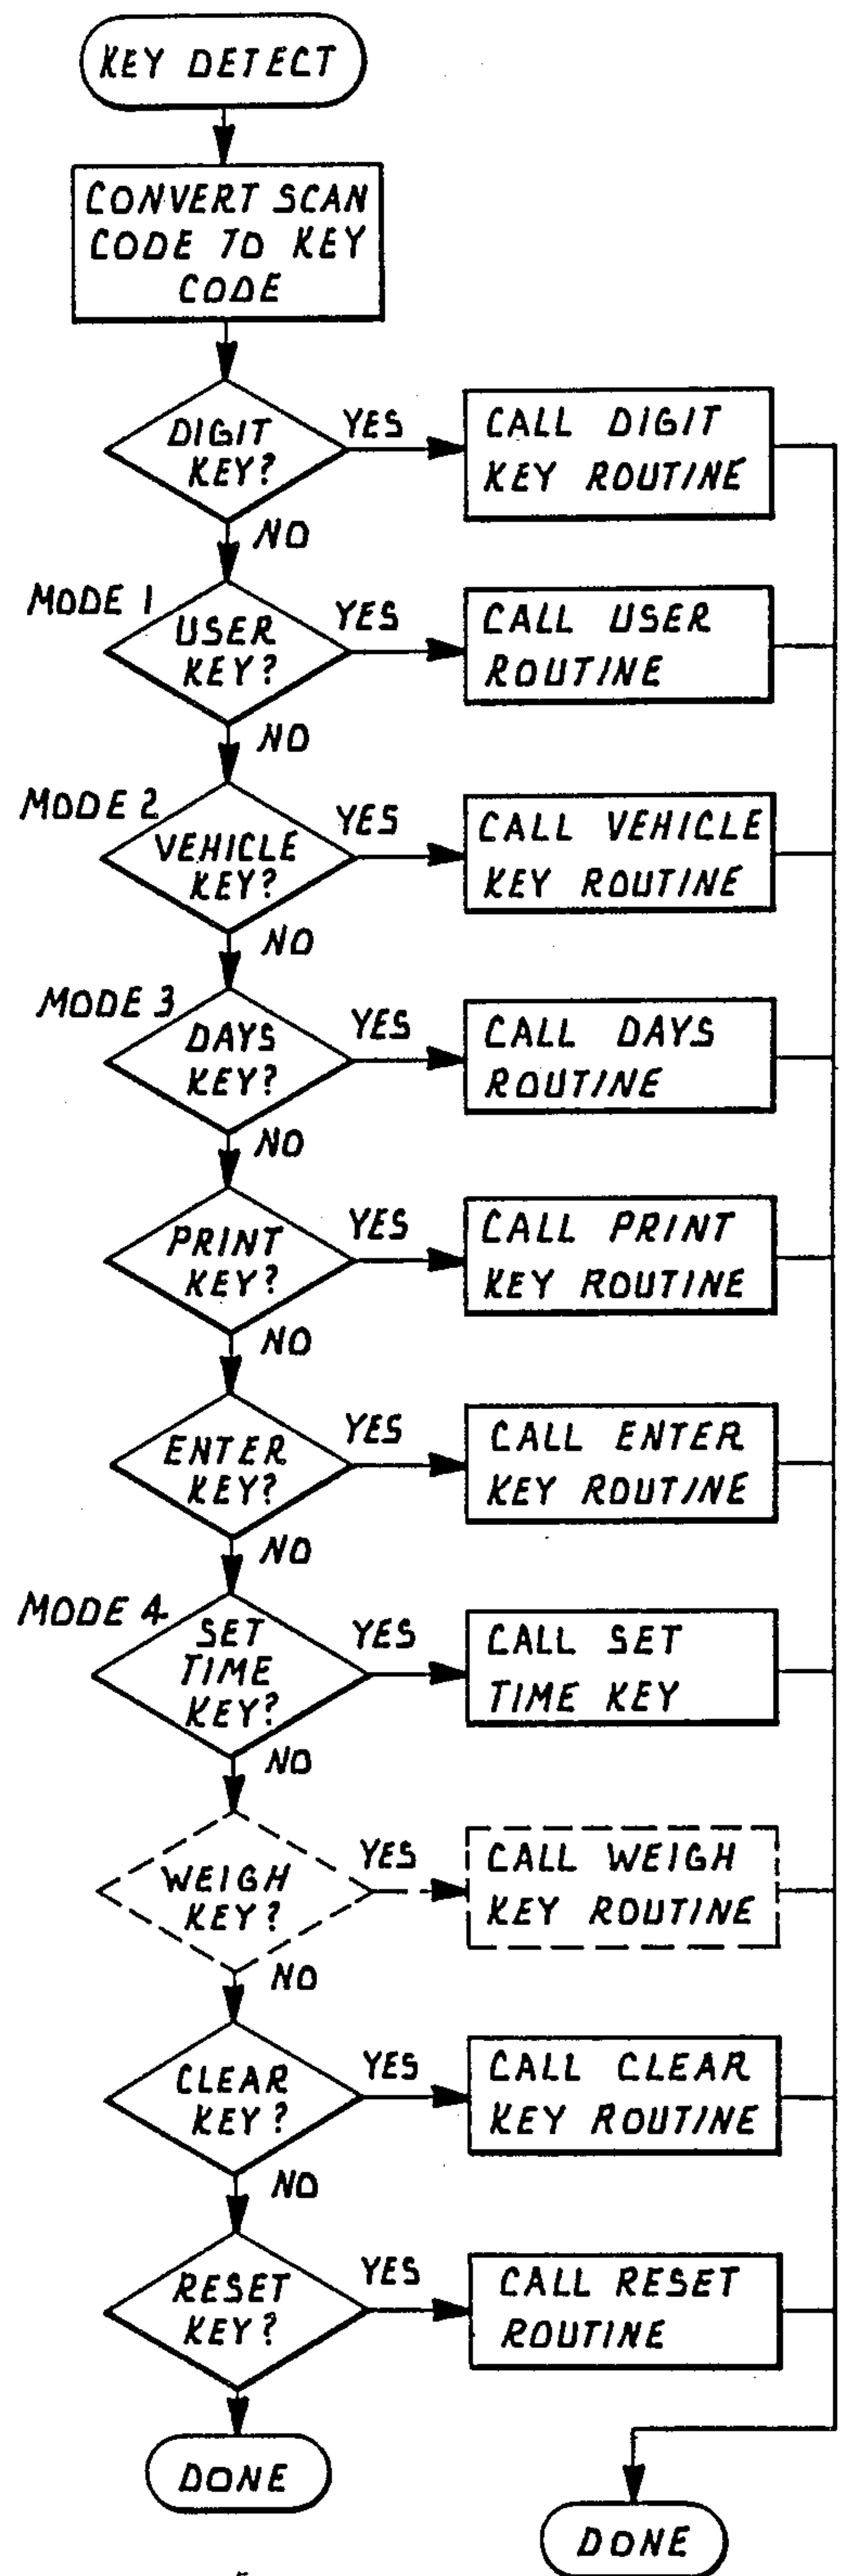 KEY DETECT
CONVERT SCAN
CODE TO KEY
CODE
DIGIT
KEY?
YES
CALL DIGIT
KEY ROUTINE
NO
MODE 1
USER
KEY?
YES
CALL USER
ROUTINE
NO
MODE 2
VEHICLE
KEY?
YES
CALL VEHICLE
KEY ROUTINE
NO
MODE 3
DAYS
KEY?
YES
CALL DAYS
ROUTINE
NO
PRINT
KEY?
YES
CALL PRINT
KEY ROUTINE
NO
ENTER
KEY?
YES
CALL ENTER
KEY ROUTINE
NO
MODE 4
SET
TIME
KEY?
YES
CALL SET
TIME KEY
NO
WEIGH
KEY?
YES
CALL WEIGH
KEY ROUTINE
NO
CLEAR
KEY?
YES
CALL CLEAR
KEY ROUTINE
NO
RESET
KEY?
YES
CALL RESET
ROUTINE
DONE
DONE